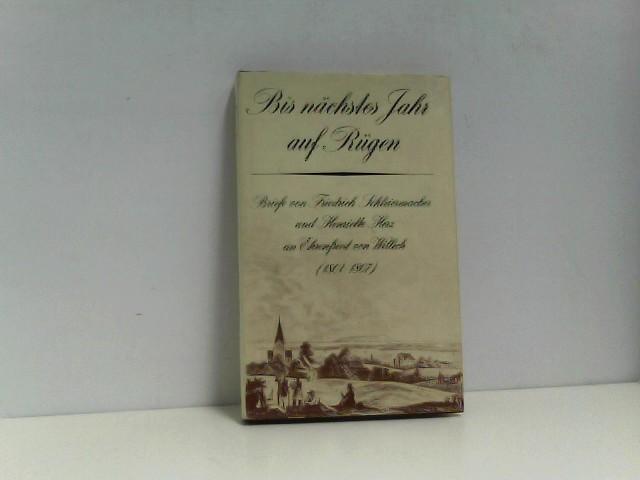 Bis nächstes Jahr
auf Rügen
Briefe von Friedrich Schleiermacher
und Henriette Herz
an Ehrenfried von Willich
(1801-1807)